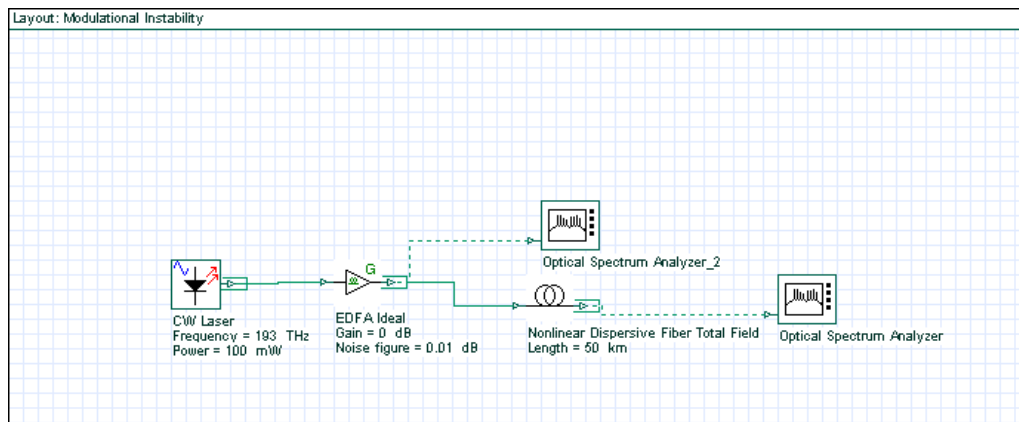 Layout: Modulational Instability
G
Optical Spectrum Analyzer_2
CW Laser
Frequency = 193 THz
Power = 100 mW
EDFA Ideal
Gain = 0 dB
Noise figure = 0.01 dB
Nonlinear Dispersive Fiber Total Field
Length = 50 km
Optical Spectrum Analyzer